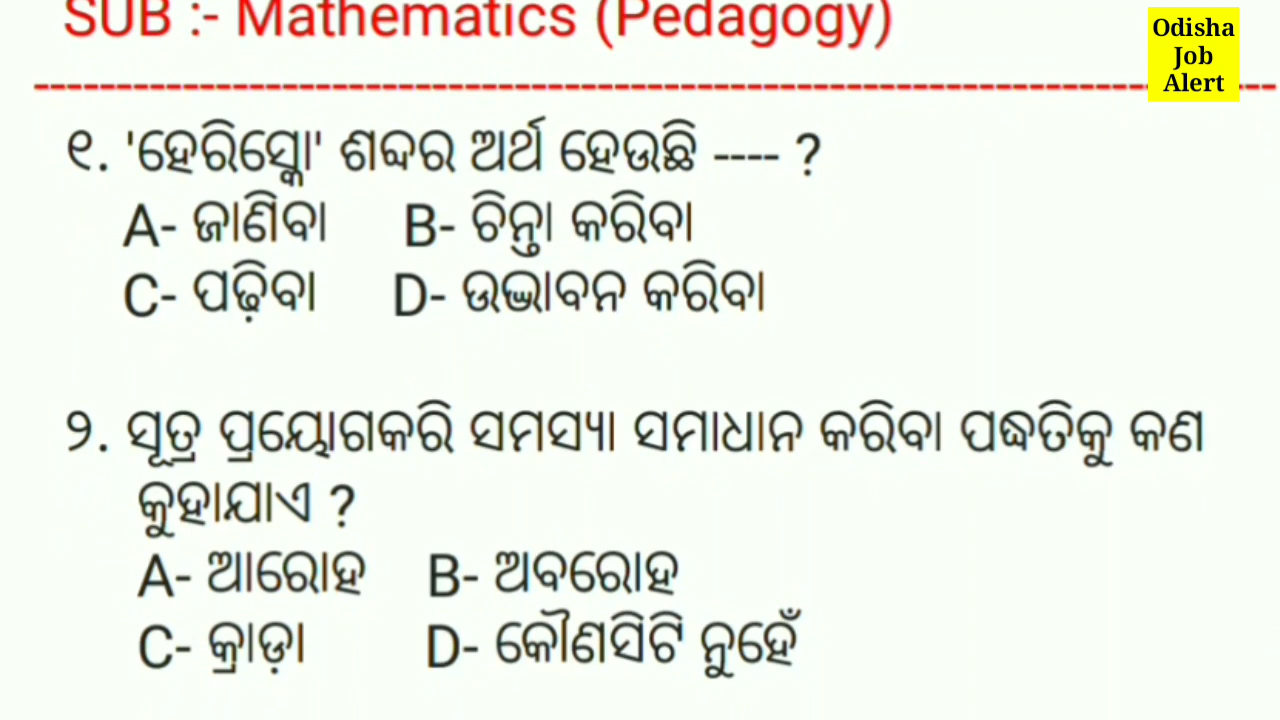 SUB :- Mathematics (Pedagogy)
Odisha
Job
Alert
--------------------------------------------------------------------------
୧. 'ହେରିସ୍କୋ' ଶବ୍ଦର ଅର୍ଥ ହେଉଛି ---- ?
A- ଜାଣିବା B- ଚିନ୍ତା କରିବା
C- ପଢ଼ିବା D- ଉଦ୍ଭାବନ କରିବା
୨. ସୂତ୍ର ପ୍ରୟୋଗକରି ସମସ୍ୟା ସମାଧାନ କରିବା ପଦ୍ଧତିକୁ କଣ
କୁହାଯାଏ ?
A- ଆରୋହ B- ଅବରୋହ
C- କ୍ରାଡ଼ା D- କୌଣସିଟି ନୁହେଁ